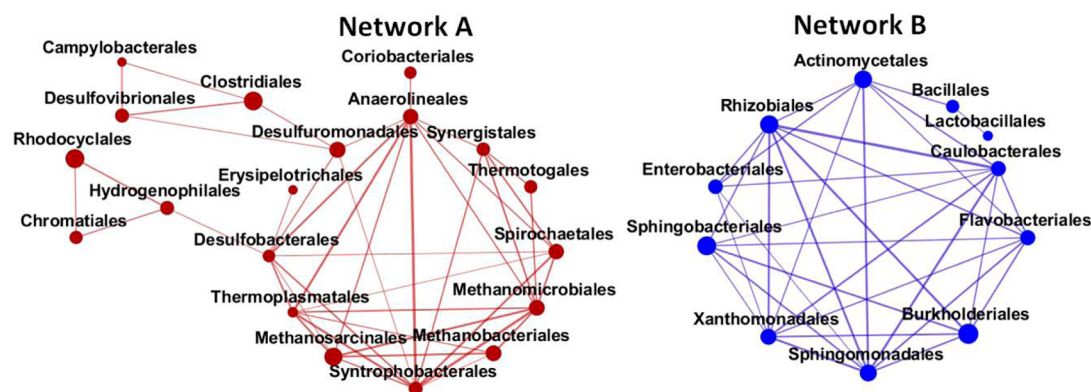 Network A
Campylobacterales
Coriobacteriales
Clostridiales
Desulfovibrionales
Anaerolineales
Rhodocyclales
Desulfuromonadales
Synergistales
Erysipelotrichales
Thermotogales
Hydrogenophilales
Chromatiales
Desulfobacterales
Spirochaetales
Thermoplasmatales
Methanomicrobiales
Methanosarcinales
Methanobacteriales
Syntrophobacterales
Network B
Actinomycetales
Bacillales
Rhizobiales
Lactobacillales
Caulobacterales
Enterobacteriales
Sphingobacteriales
Flavobacteriales
Xanthomonadales
Burkholderiales
Sphingomonadales